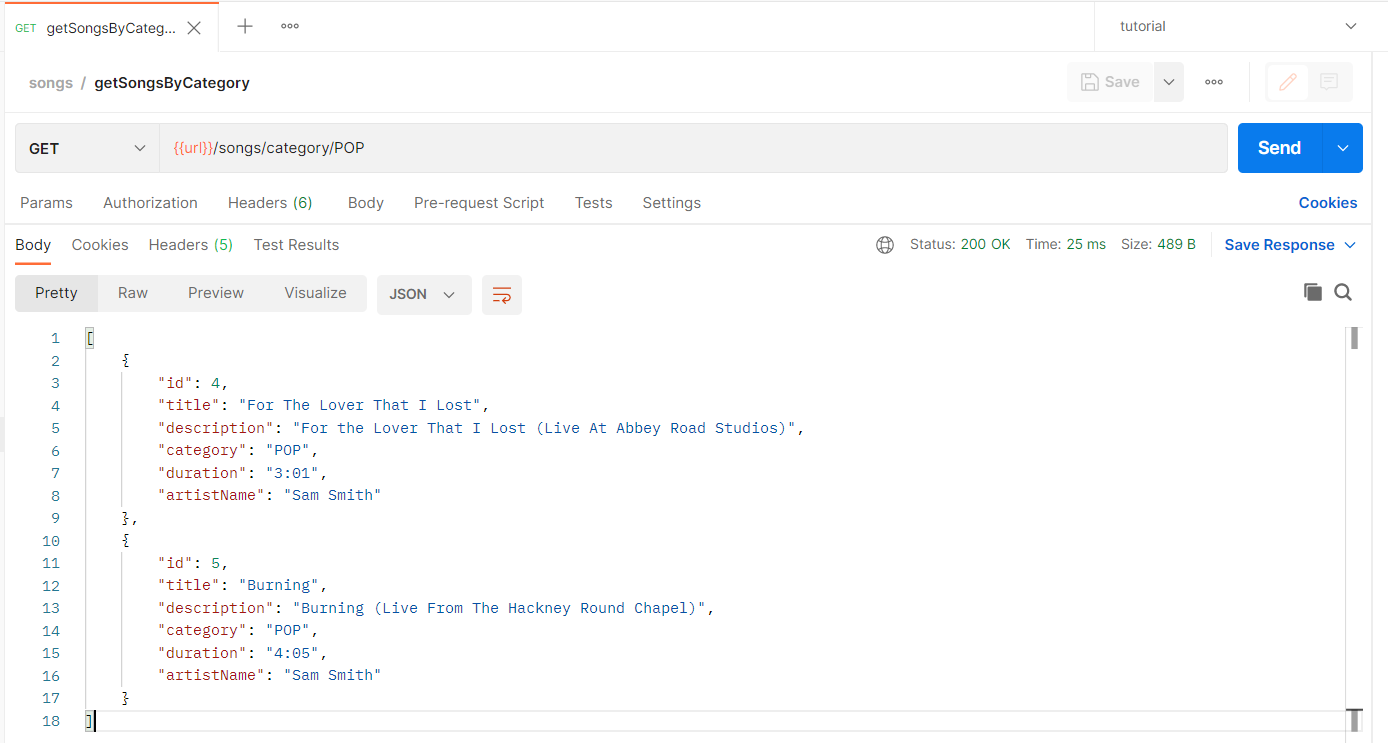 GET getSongsByCateg...
tutorial
songs / getSongsByCategory
Save
GET {{url}}/songs/category/POP
Send
Params Authorization Headers (6) Body Pre-request Script Tests Settings Cookies
Body Cookies Headers (5) Test Results Status: 200 OK Time: 25 ms Size: 489 B Save Response
Pretty Raw Preview Visualize JSON
1 [
2 {
3 "id": 4,
4 "title": "For The Lover That I Lost",
5 "description": "For the Lover That I Lost (Live At Abbey Road Studios)",
6 "category": "POP",
7 "duration": "3:01",
8 "artistName": "Sam Smith"
9 },
10 {
11 "id": 5,
12 "title": "Burning",
13 "description": "Burning (Live From The Hackney Round Chapel)",
14 "category": "POP",
15 "duration": "4:05",
16 "artistName": "Sam Smith"
17 }
18 ]